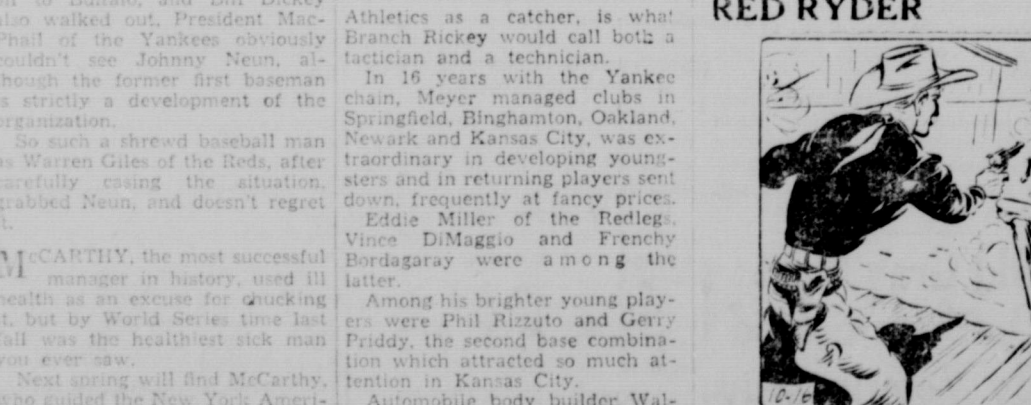 to Buffalo, and Bill Dickey
also walked out. President Mac-
Phail of the Yankees obviously
couldn't see Johnny Neun, al-
though the former first baseman
is strictly a development of the
organization.
So such a shrewd baseball man
as Warren Giles of the Reds, after
carefully casing the situation,
grabbed Neun, and doesn't regret
it.
McCARTHY, the most successful
manager in history, used ill
health as an excuse for chucking
it, but by World Series time last
fall was the healthiest sick man
you ever saw.
Next spring will find McCarthy,
who guided the New York Ameri-
Athletics as a catcher, is what
Branch Rickey would call both a
tactician and a technician.
In 16 years with the Yankee
chain, Meyer managed clubs in
Springfield, Binghamton, Oakland,
Newark and Kansas City, was ex-
traordinary in developing young-
sters and in returning players sent
down, frequently at fancy prices.
Eddie Miller of the Redlegs,
Vince DiMaggio and Frenchy
Bordagaray were among the
latter.
Among his brighter young play-
ers were Phil Rizzuto and Gerry
Priddy, the second base combina-
tion which attracted so much at-
tention in Kansas City.
Automobile body builder Wal-
RED RYDER
10-16